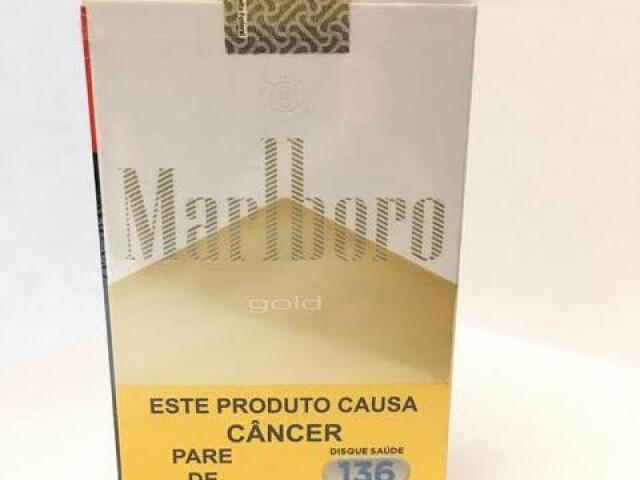 Marlboro
gold
ESTE PRODUTO CAUSA
CÂNCER
PARE
DE
DISQUE SAÚDE
136